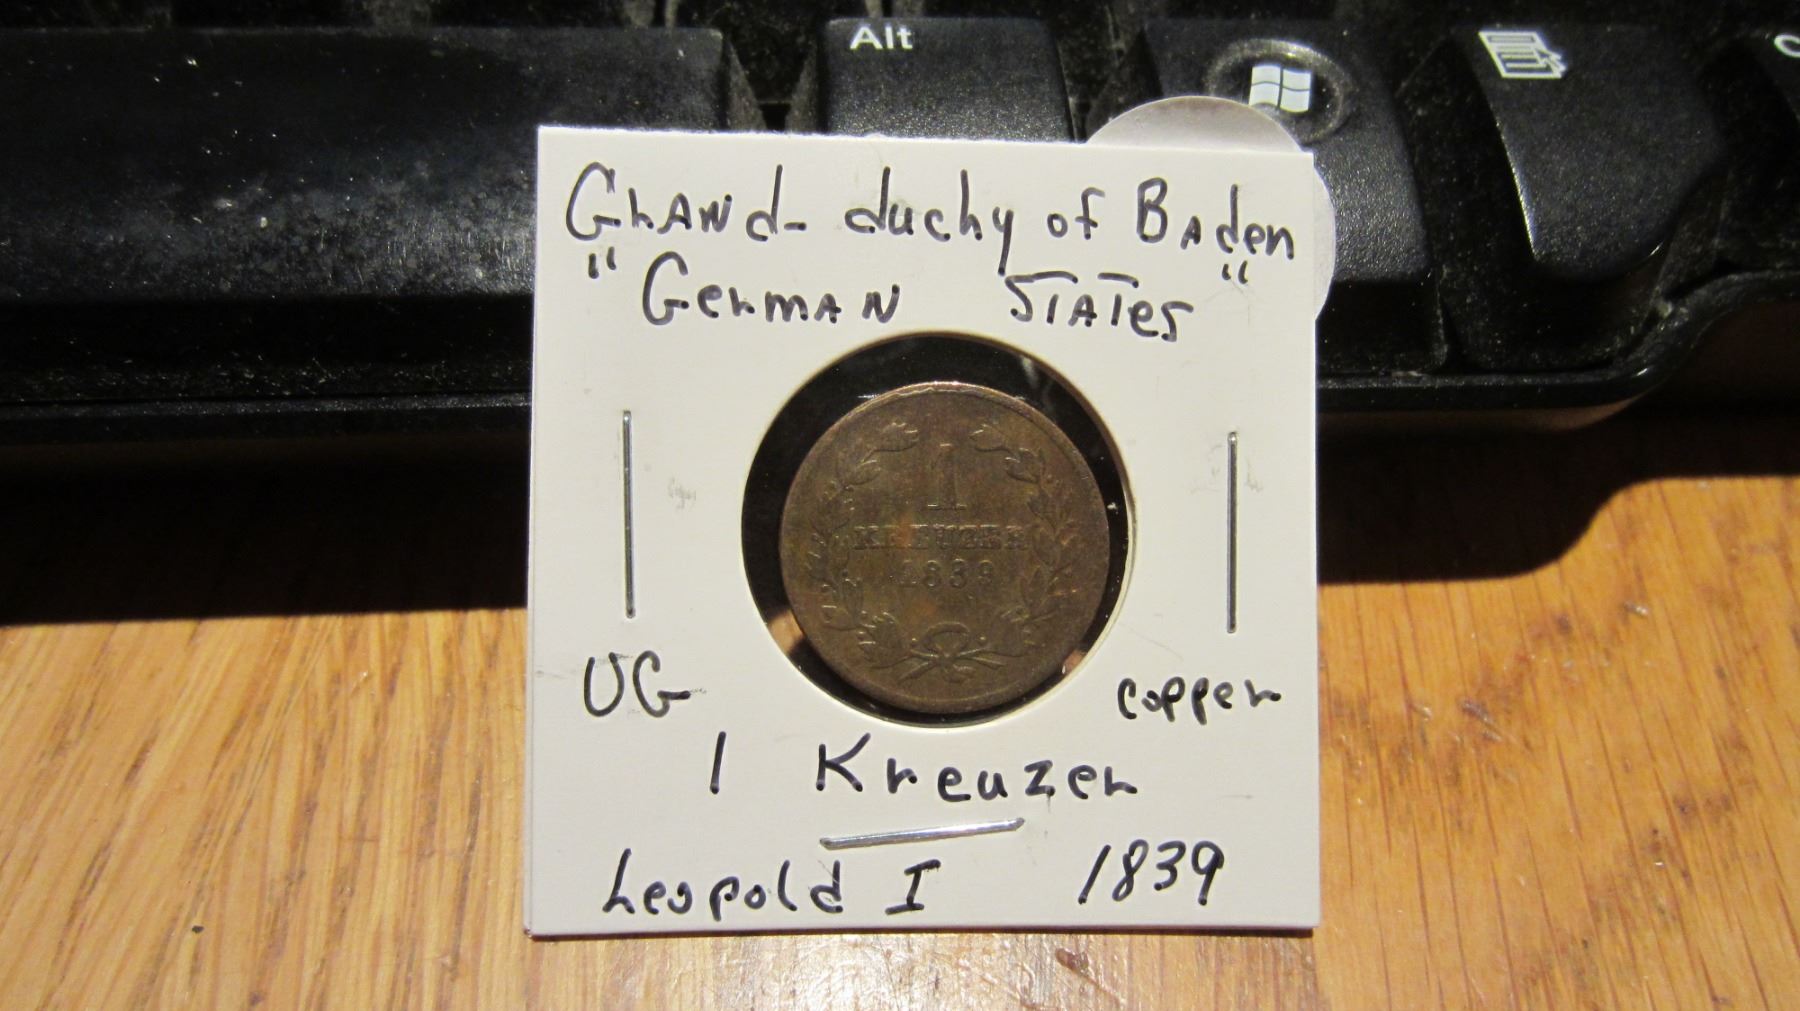 Alt
Grand-duchy of Baden
"German States"
1
KREUZER
1839
UG copper
1 Kreuzer
Leopold I 1839